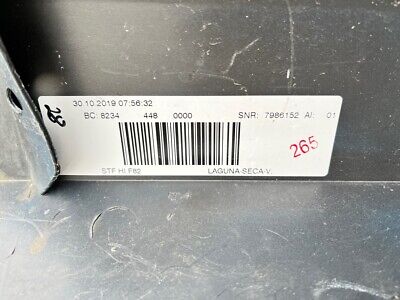 30.10.2019 07:56:32
BC: 8234 448 0000 SNR: 7986152 AI: 01
265
STF HI F82 LAGUNA-SECA-V.